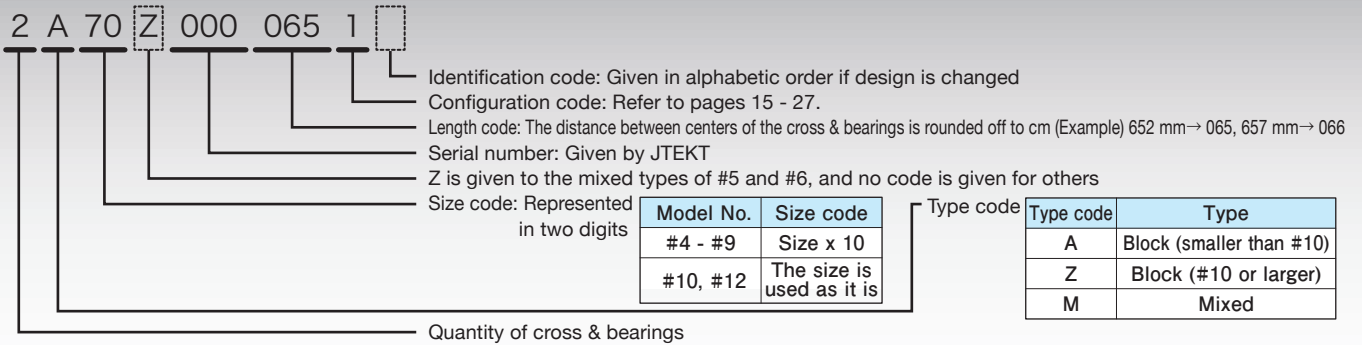 2 A 70 Z 000 065 1
Identification code: Given in alphabetic order if design is changed
Configuration code: Refer to pages 15 - 27.
Length code: The distance between centers of the cross & bearings is rounded off to cm (Example) 652 mm→ 065, 657 mm→ 066
Serial number: Given by JTEKT
Z is given to the mixed types of #5 and #6, and no code is given for others
Size code: Represented
in two digits
Model No. Size code
#4 - #9 Size x 10
#10, #12 The size is
used as it is
Type code
Type code Type
A Block (smaller than #10)
Z Block (#10 or larger)
M Mixed
Quantity of cross & bearings